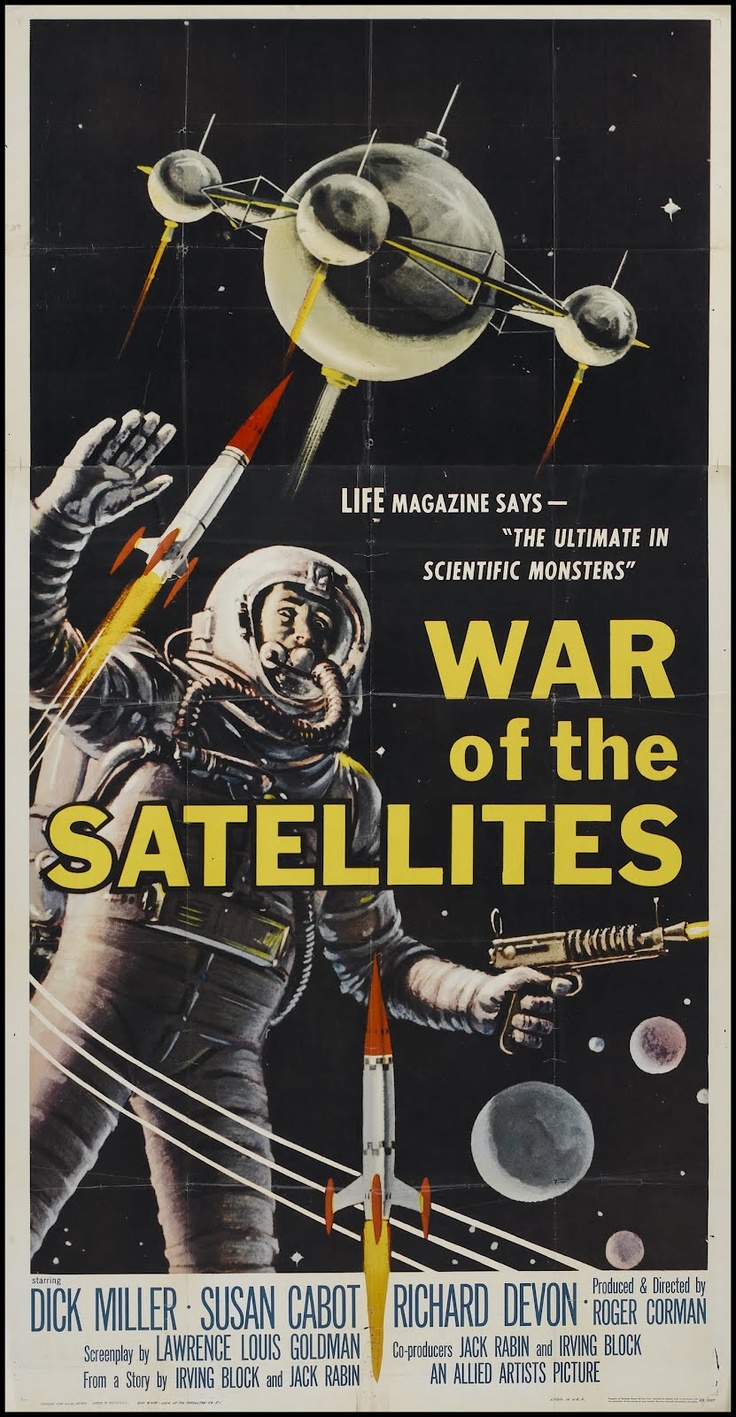 LIFE MAGAZINE SAYS —
"THE ULTIMATE IN
SCIENTIFIC MONSTERS"
WAR
of the
SATELLITES
starring
DICK MILLER · SUSAN CABOT RICHARD DEVON ·
Produced & Directed by
ROGER CORMAN
Screenplay by LAWRENCE LOUIS GOLDMAN
From a Story by IRVING BLOCK and JACK RABIN
Co-producers JACK RABIN and IRVING BLOCK
AN ALLIED ARTISTS PICTURE